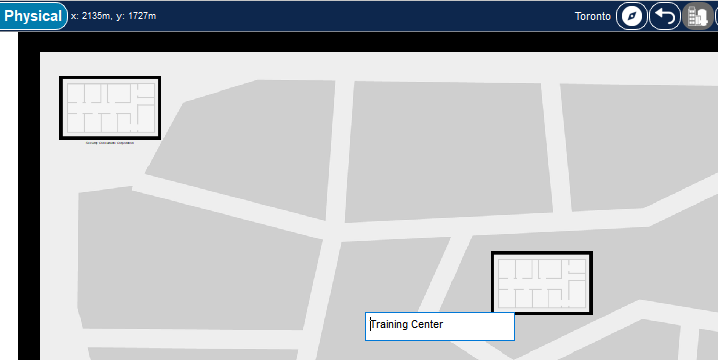 Physical x: 2135m, y: 1727m Toronto
Training Center